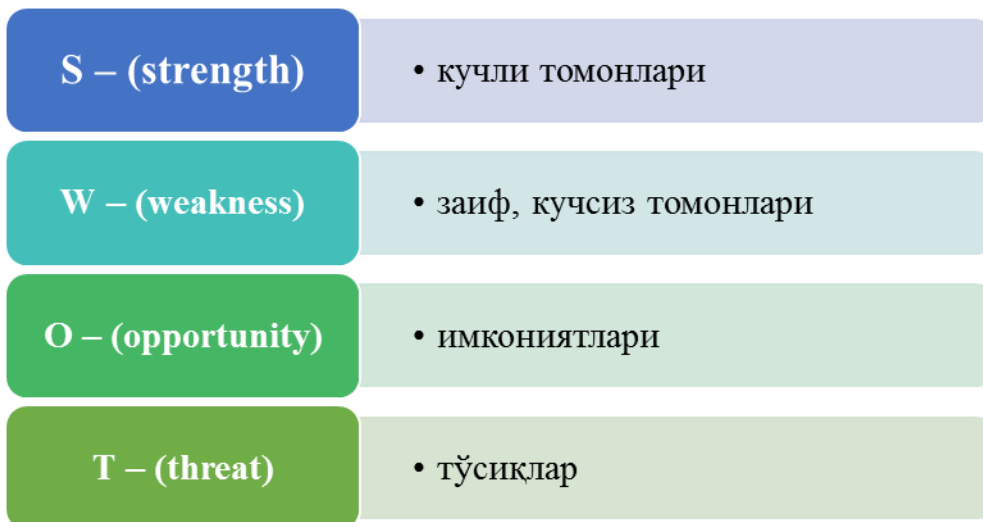 S – (strength)
• кучли томонлари
W – (weakness)
• заиф, кучсиз томонлари
O – (opportunity)
• имкониятлари
T – (threat)
• тўсиқлар